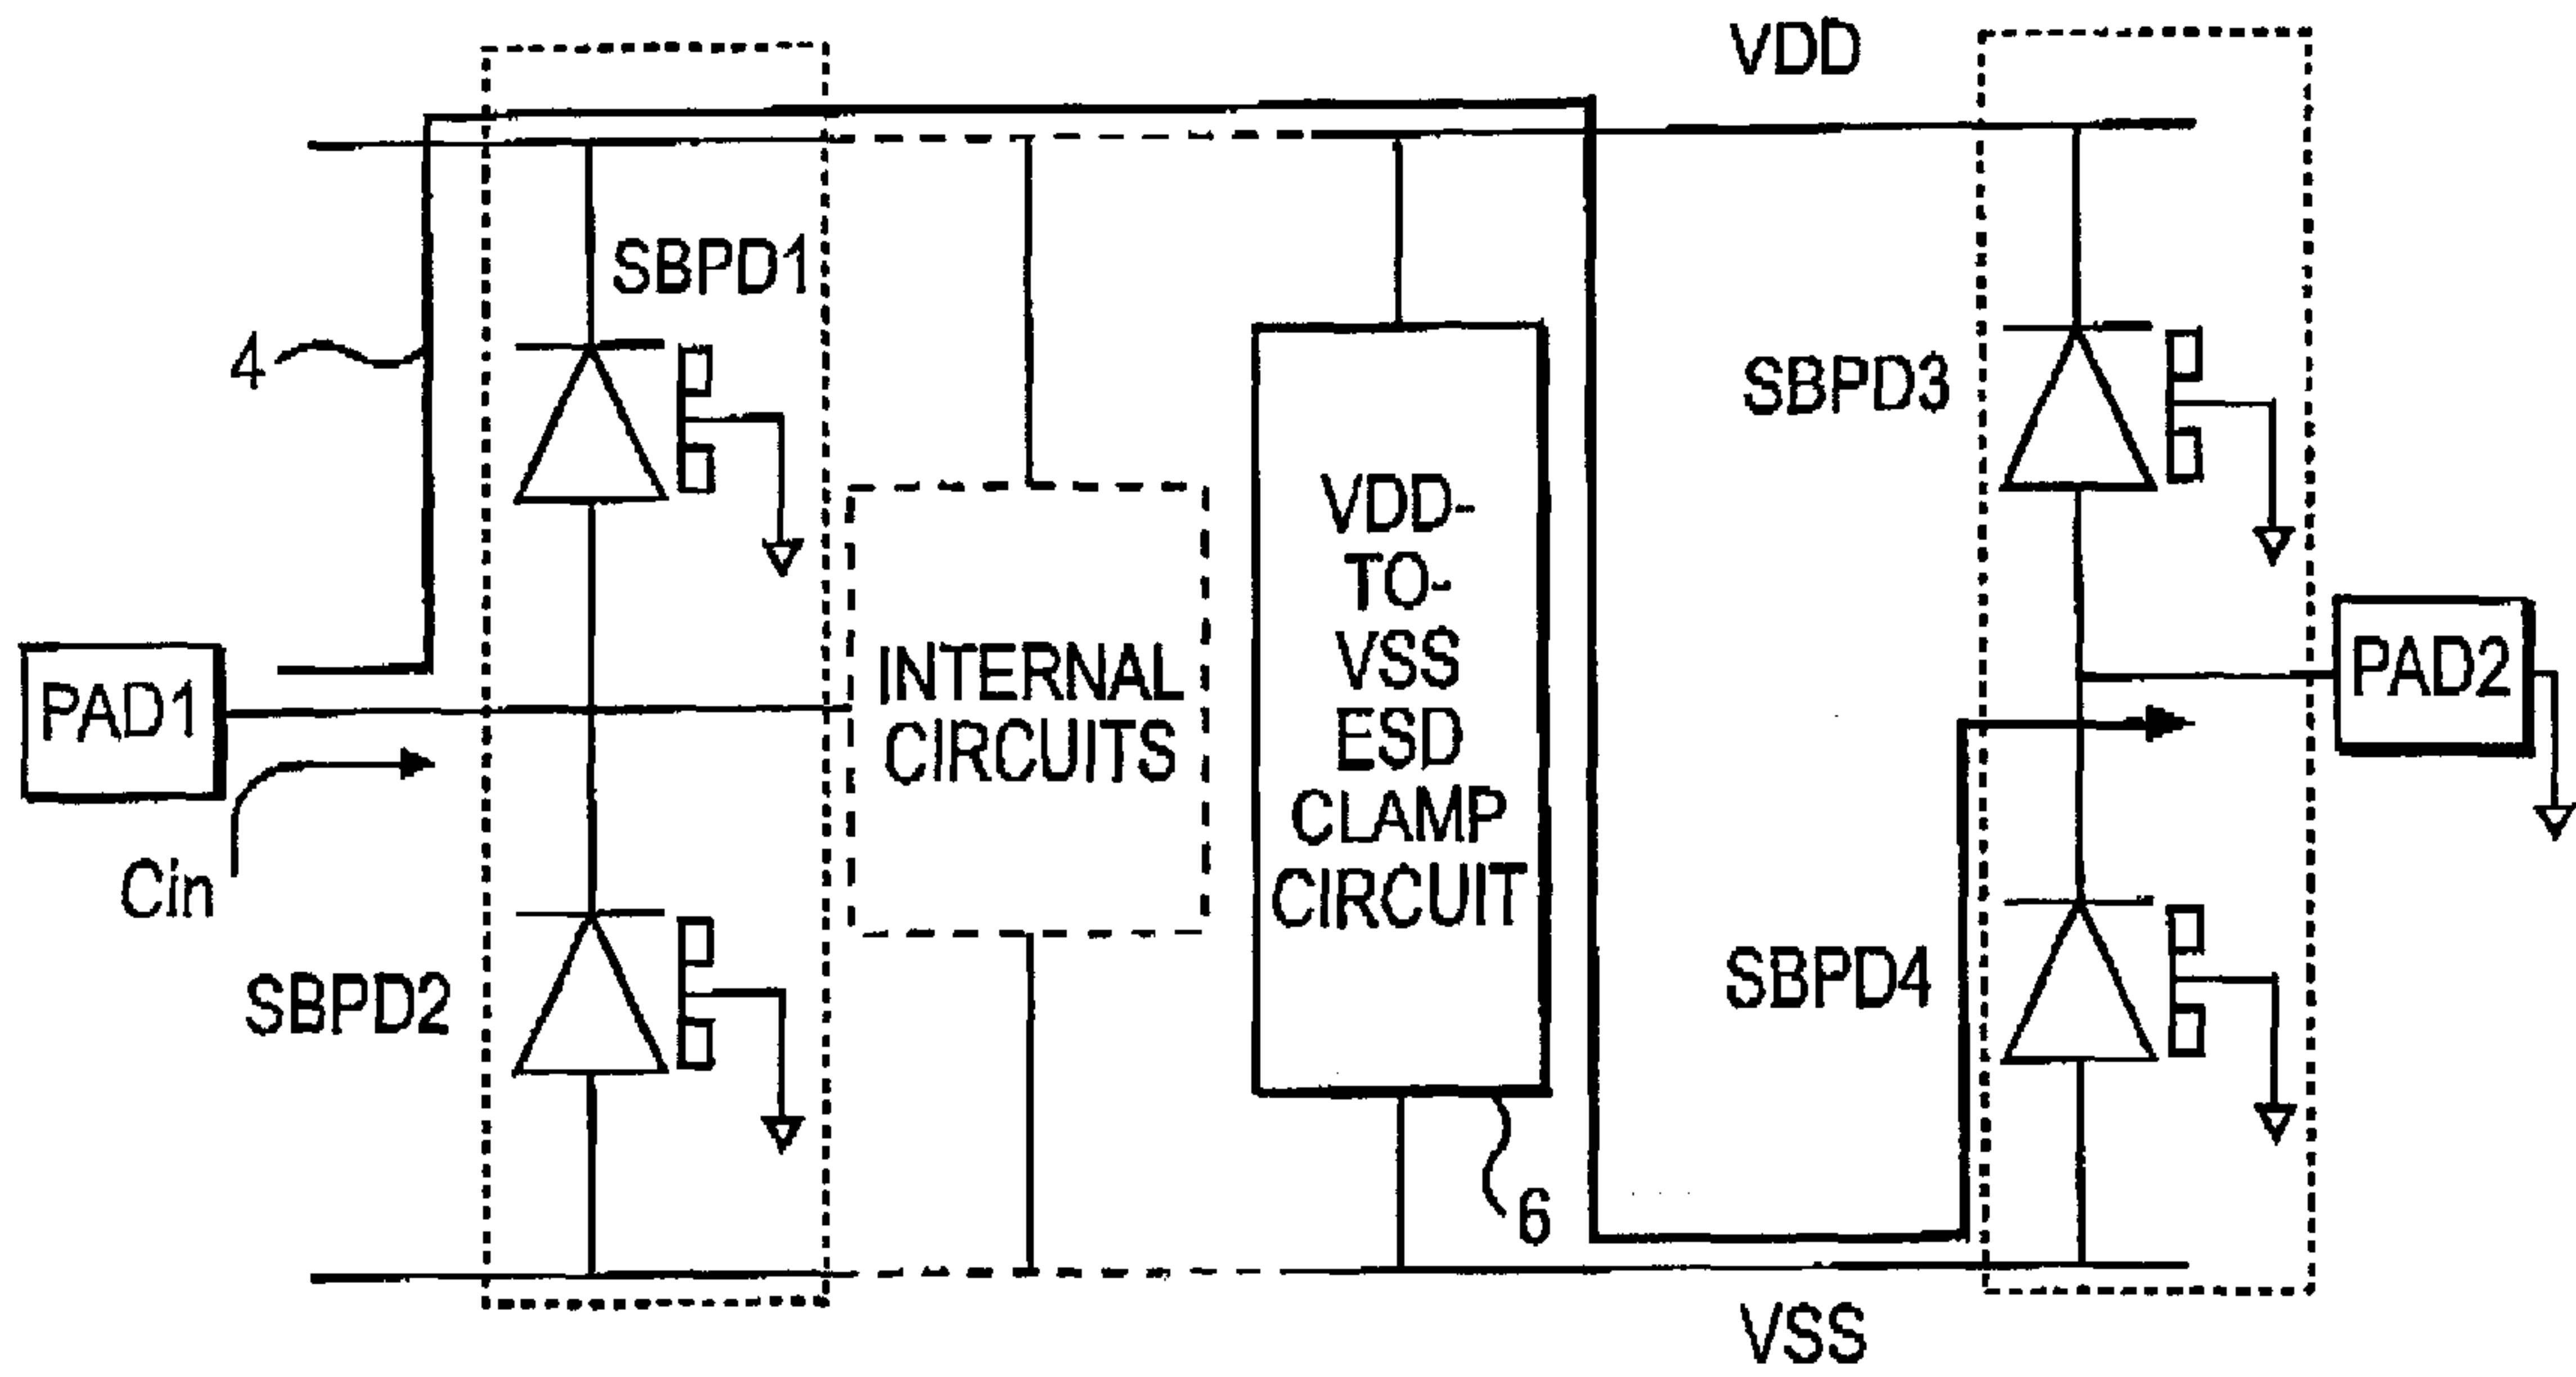 VDD
SBPD1
4
SBPD3
PAD1
INTERNAL
CIRCUITS
VDD-
TO-
VSS
ESD
CLAMP
CIRCUIT
PAD2
Cin
SBPD2
SBPD4
6
VSS